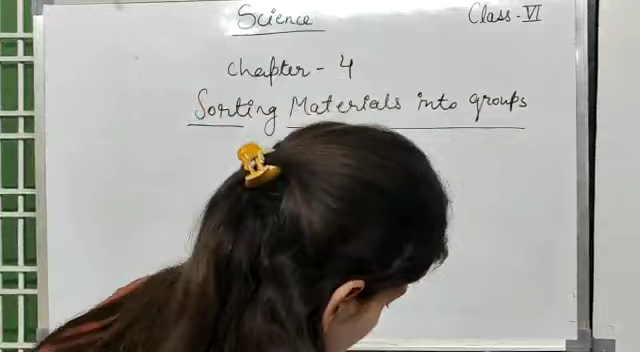 Science
Class - VI
Chapter - 4
Sorting Materials into groups